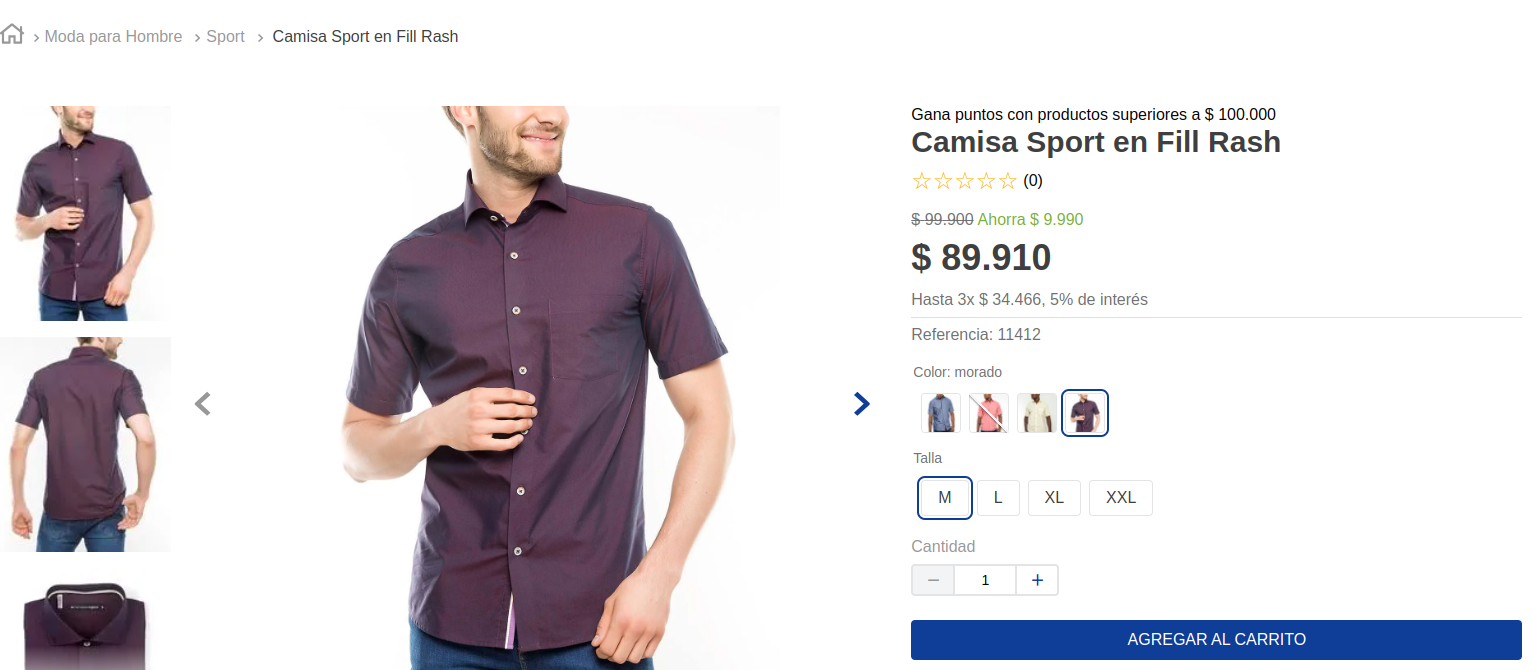 Moda para Hombre
Sport
Camisa Sport en Fill Rash
Gana puntos con productos superiores a $ 100.000
Camisa Sport en Fill Rash
(0)
$ 99.900 Ahorra $ 9.990
$ 89.910
Hasta 3x $ 34.466, 5% de interés
Referencia: 11412
Color: morado
Talla
M L XL XXL
Cantidad
− 1 +
AGREGAR AL CARRITO